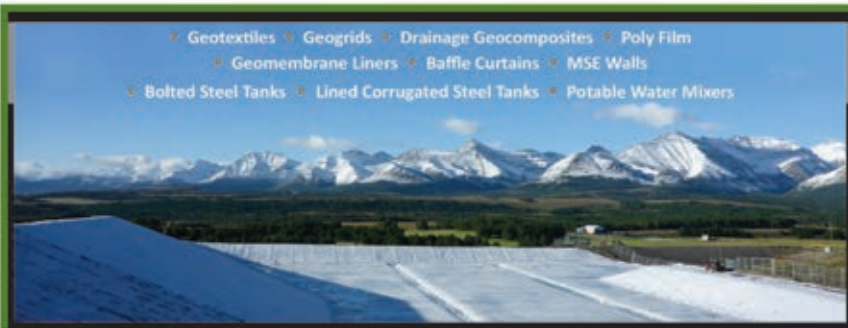 • Geotextiles • Geogrids • Drainage Geocomposites • Poly Film
• Geomembrane Liners • Baffle Curtains • MSE Walls
• Bolted Steel Tanks • Lined Corrugated Steel Tanks • Potable Water Mixers